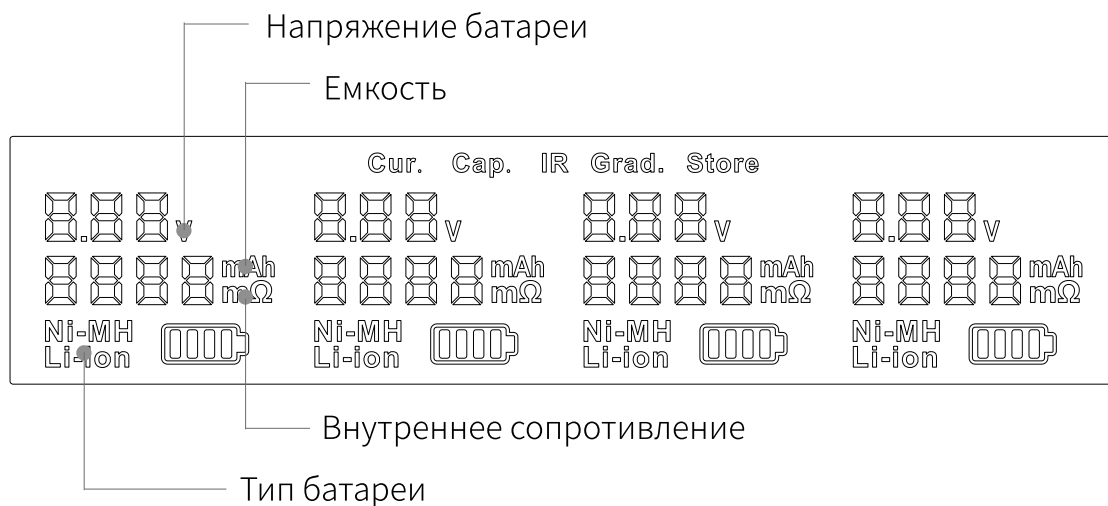 Напряжение батареи
Емкость
Cur. Cap. IR Grad. Store
8.88 V 8.88 V 8.88 V 8.88 V
8888 mAh 8888 mAh 8888 mAh 8888 mAh
mΩ mΩ mΩ mΩ
Ni-MH Ni-MH Ni-MH Ni-MH
Li-ion Li-ion Li-ion Li-ion
Внутреннее сопротивление
Тип батареи